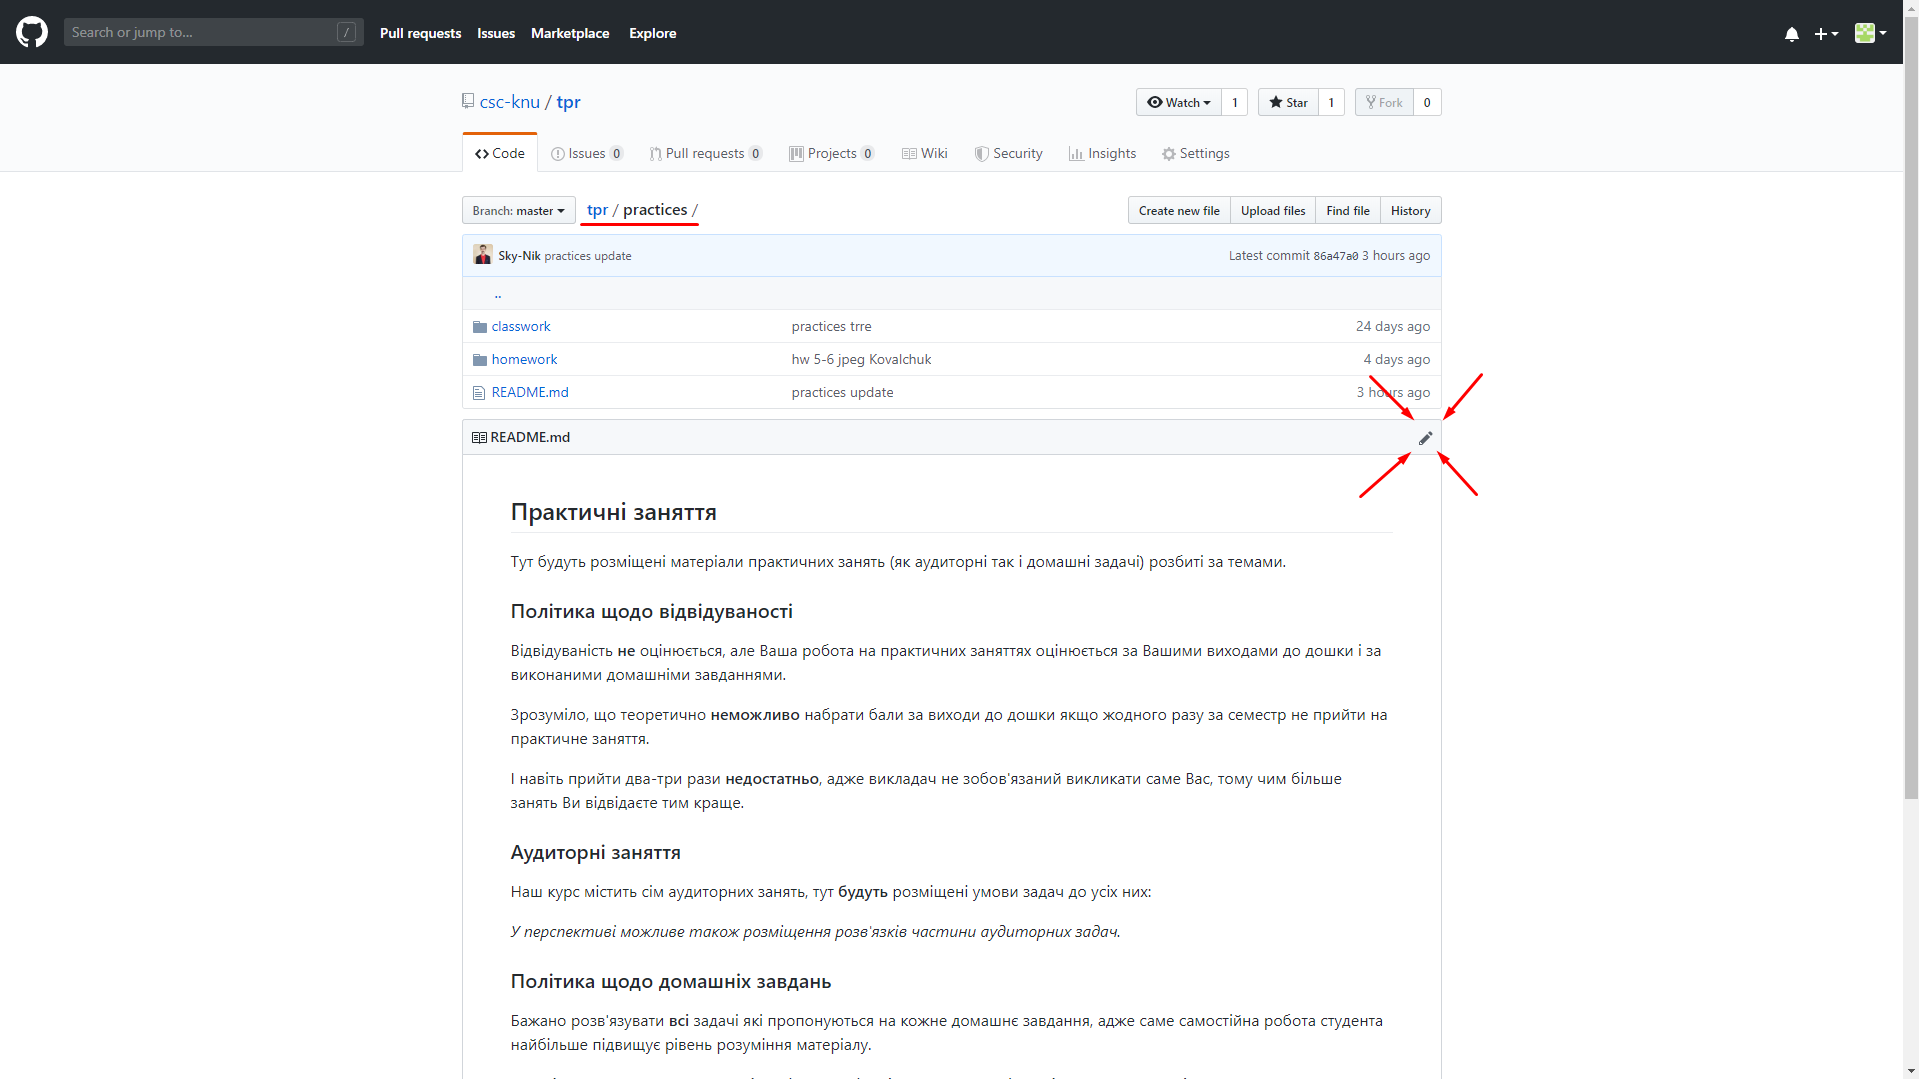 Search or jump to... /
Pull requests Issues Marketplace Explore
csc-knu / tpr
Watch 1 Star 1 Fork 0
Code Issues 0 Pull requests 0 Projects 0 Wiki Security Insights Settings
Branch: master tpr / practices /
Create new file Upload files Find file History
Sky-Nik practices update Latest commit 86a47a0 3 hours ago
..
classwork practices trre 24 days ago
homework hw 5-6 jpeg Kovalchuk 4 days ago
README.md practices update 3 hours ago
README.md
Практичні заняття
Тут будуть розміщені матеріали практичних занять (як аудиторні так і домашні задачі) розбиті за темами.
Політика щодо відвідуваності
Відвідуваність не оцінюється, але Ваша робота на практичних заняттях оцінюється за Вашими виходами до дошки і за
виконаними домашніми завданнями.
Зрозуміло, що теоретично неможливо набрати бали за виходи до дошки якщо жодного разу за семестр не прийти на
практичне заняття.
І навіть прийти два-три рази недостатньо, адже викладач не зобов'язаний викликати саме Вас, тому чим більше
занять Ви відвідаєте тим краще.
Аудиторні заняття
Наш курс містить сім аудиторних занять, тут будуть розміщені умови задач до усіх них:
У перспективі можливе також розміщення розв'язків частини аудиторних задач.
Політика щодо домашніх завдань
Бажано розв'язувати всі задачі які пропонуються на кожне домашнє завдання, адже саме самостійна робота студента
найбільше підвищує рівень розуміння матеріалу.